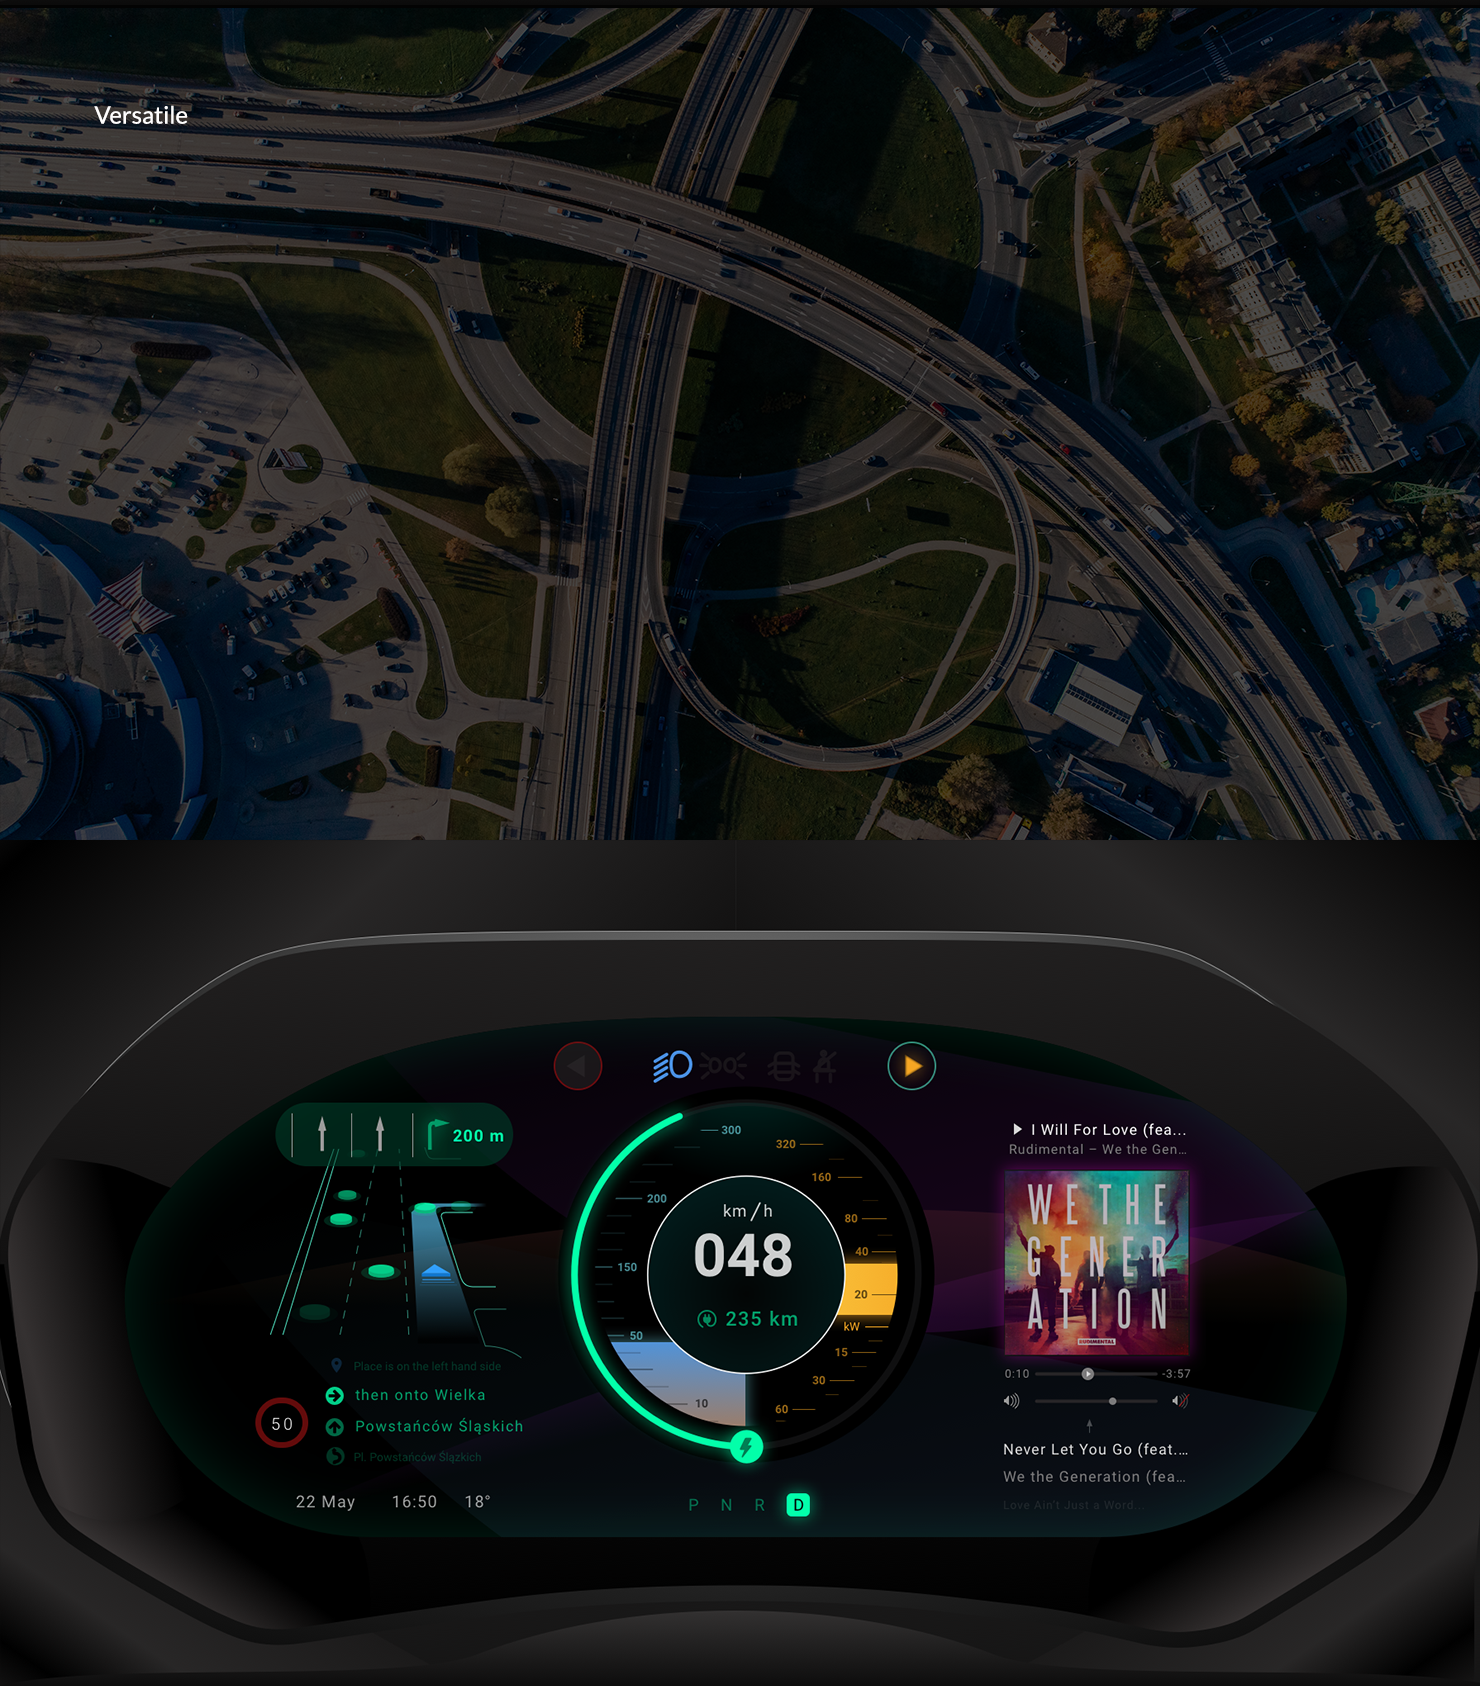 Versatile
200 m
300
320
200
160
150
80
40
20
kW
50
15
30
10
60
km/h
048
235 km
I Will For Love (fea...
Rudimental – We the Gen...
WE THE
GENER
ATION
RUDIMENTAL
0:10
-3:57
Place is on the left hand side
then onto Wielka
50
Powstańców Śląskich
Pl. Powstańców Ślązkich
Never Let You Go (feat....
We the Generation (fea...
Love Ain't Just a Word...
22 May 16:50 18°
P N R D